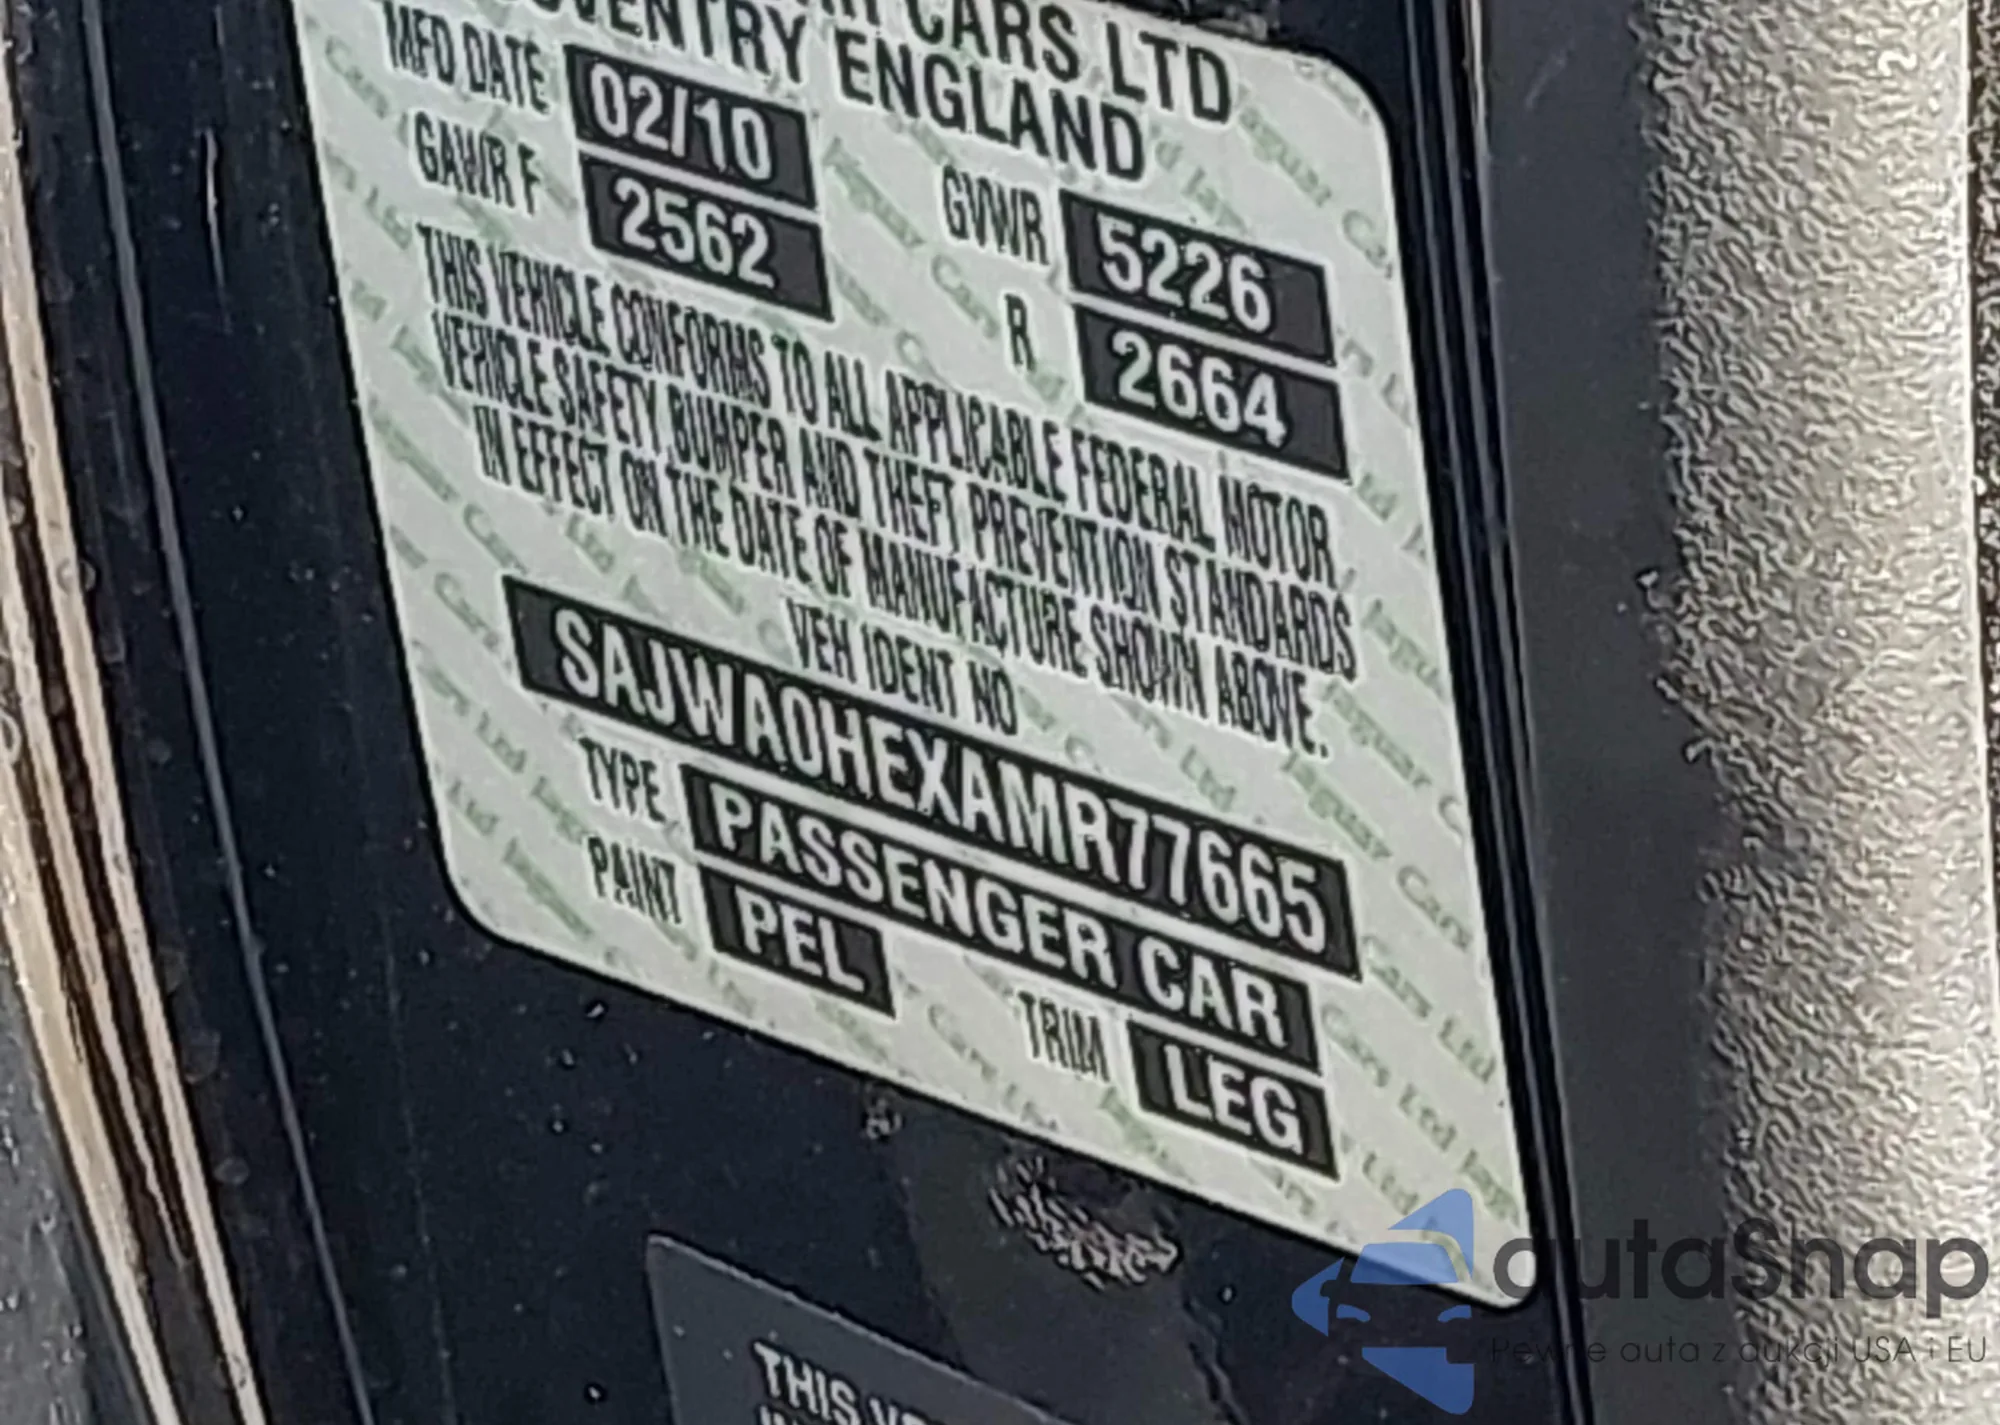 CARS LTD
COVENTRY ENGLAND
MFD DATE 02/10
GAWR F 2562 GVWR 5226
R 2664
THIS VEHICLE CONFORMS TO ALL APPLICABLE FEDERAL MOTOR
VEHICLE SAFETY, BUMPER AND THEFT PREVENTION STANDARDS
IN EFFECT ON THE DATE OF MANUFACTURE SHOWN ABOVE.
VEH IDENT NO
SAJWA0HEXAMR77665
TYPE PASSENGER CAR
PAINT PEL TRIM LEG
THIS
autaSnap
Pewne auta z aukcji USA i EU